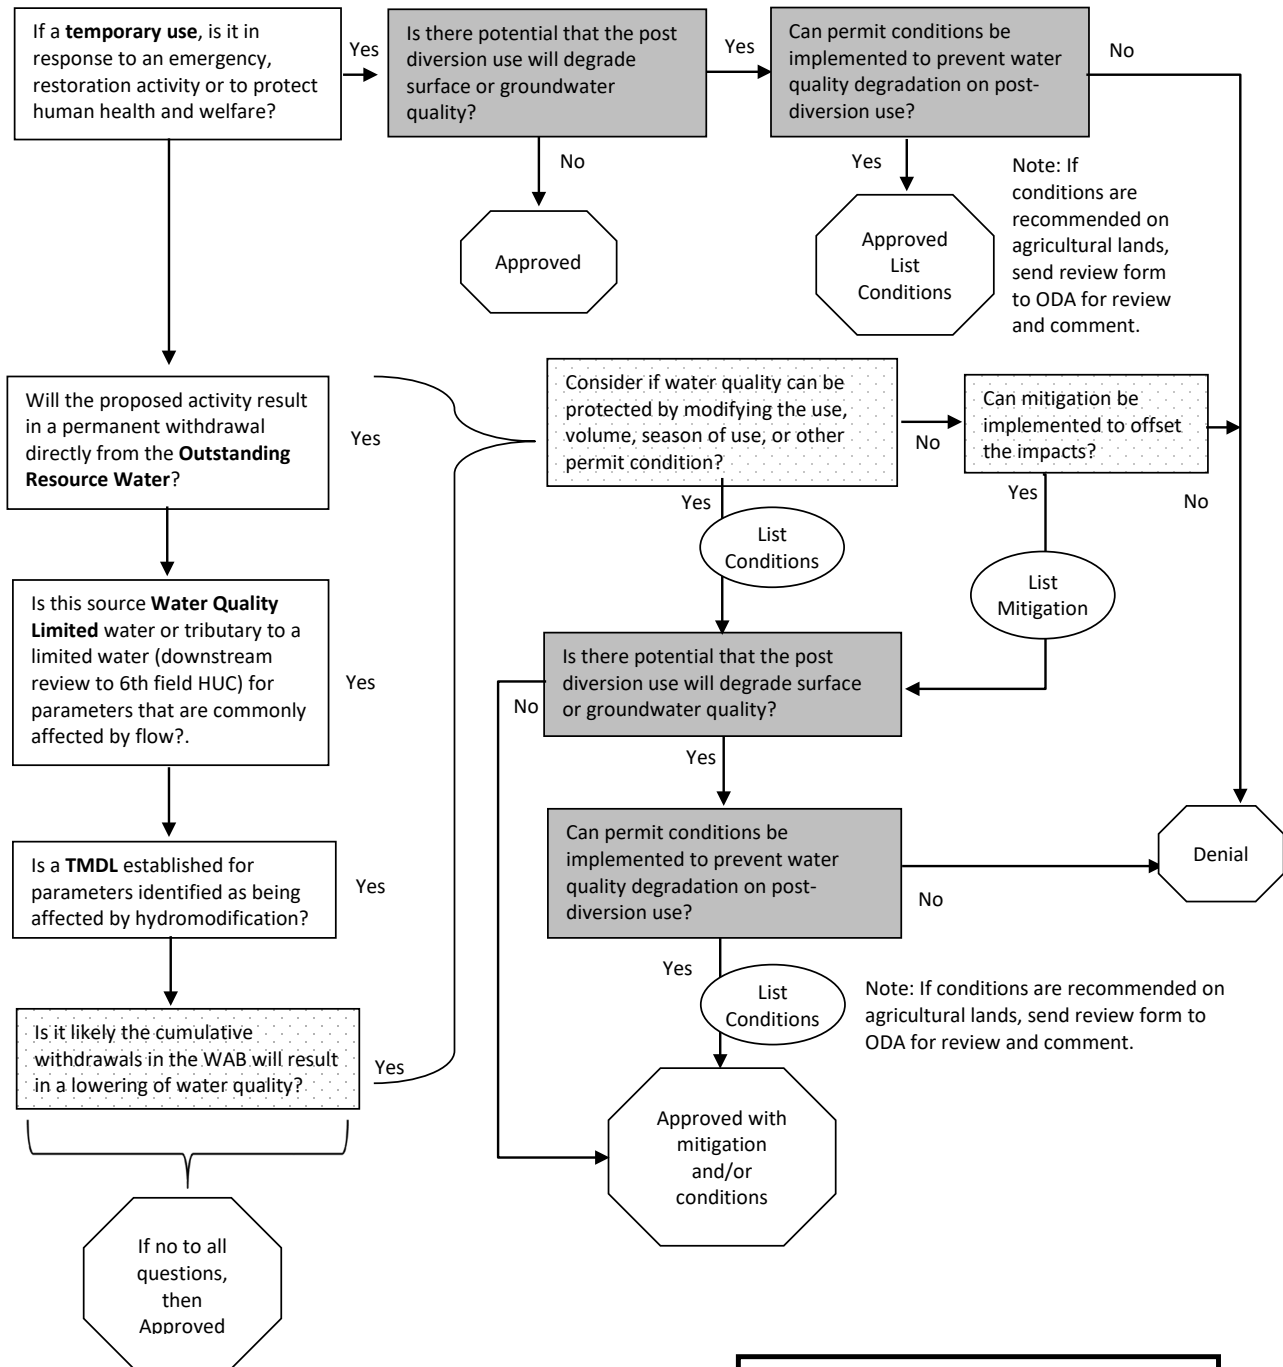 If a temporary use, is it in
response to an emergency,
restoration activity or to protect
human health and welfare?
Yes
Is there potential that the post
diversion use will degrade
surface or groundwater
quality?
Yes
Can permit conditions be
implemented to prevent water
quality degradation on post-
diversion use?
No
No
Approved
Yes
Approved
List
Conditions
Note: If
conditions are
recommended on
agricultural lands,
send review form
to ODA for review
and comment.
Will the proposed activity result
in a permanent withdrawal
directly from the Outstanding
Resource Water?
Yes
Consider if water quality can be
protected by modifying the use,
volume, season of use, or other
permit condition?
No
Can mitigation be
implemented to offset
the impacts?
No
Yes
List
Conditions
Yes
List
Mitigation
Is this source Water Quality
Limited water or tributary to a
limited water (downstream
review to 6th field HUC) for
parameters that are commonly
affected by flow?.
Yes
Is there potential that the post
diversion use will degrade surface
or groundwater quality?
No
Yes
Is a TMDL established for
parameters identified as being
affected by hydromodification?
Yes
Can permit conditions be
implemented to prevent water
quality degradation on post-
diversion use?
No
Denial
Yes
List
Conditions
Note: If conditions are recommended on
agricultural lands, send review form to
ODA for review and comment.
Is it likely the cumulative
withdrawals in the WAB will result
in a lowering of water quality?
Yes
Approved with
mitigation
and/or
conditions
If no to all
questions,
then
Approved